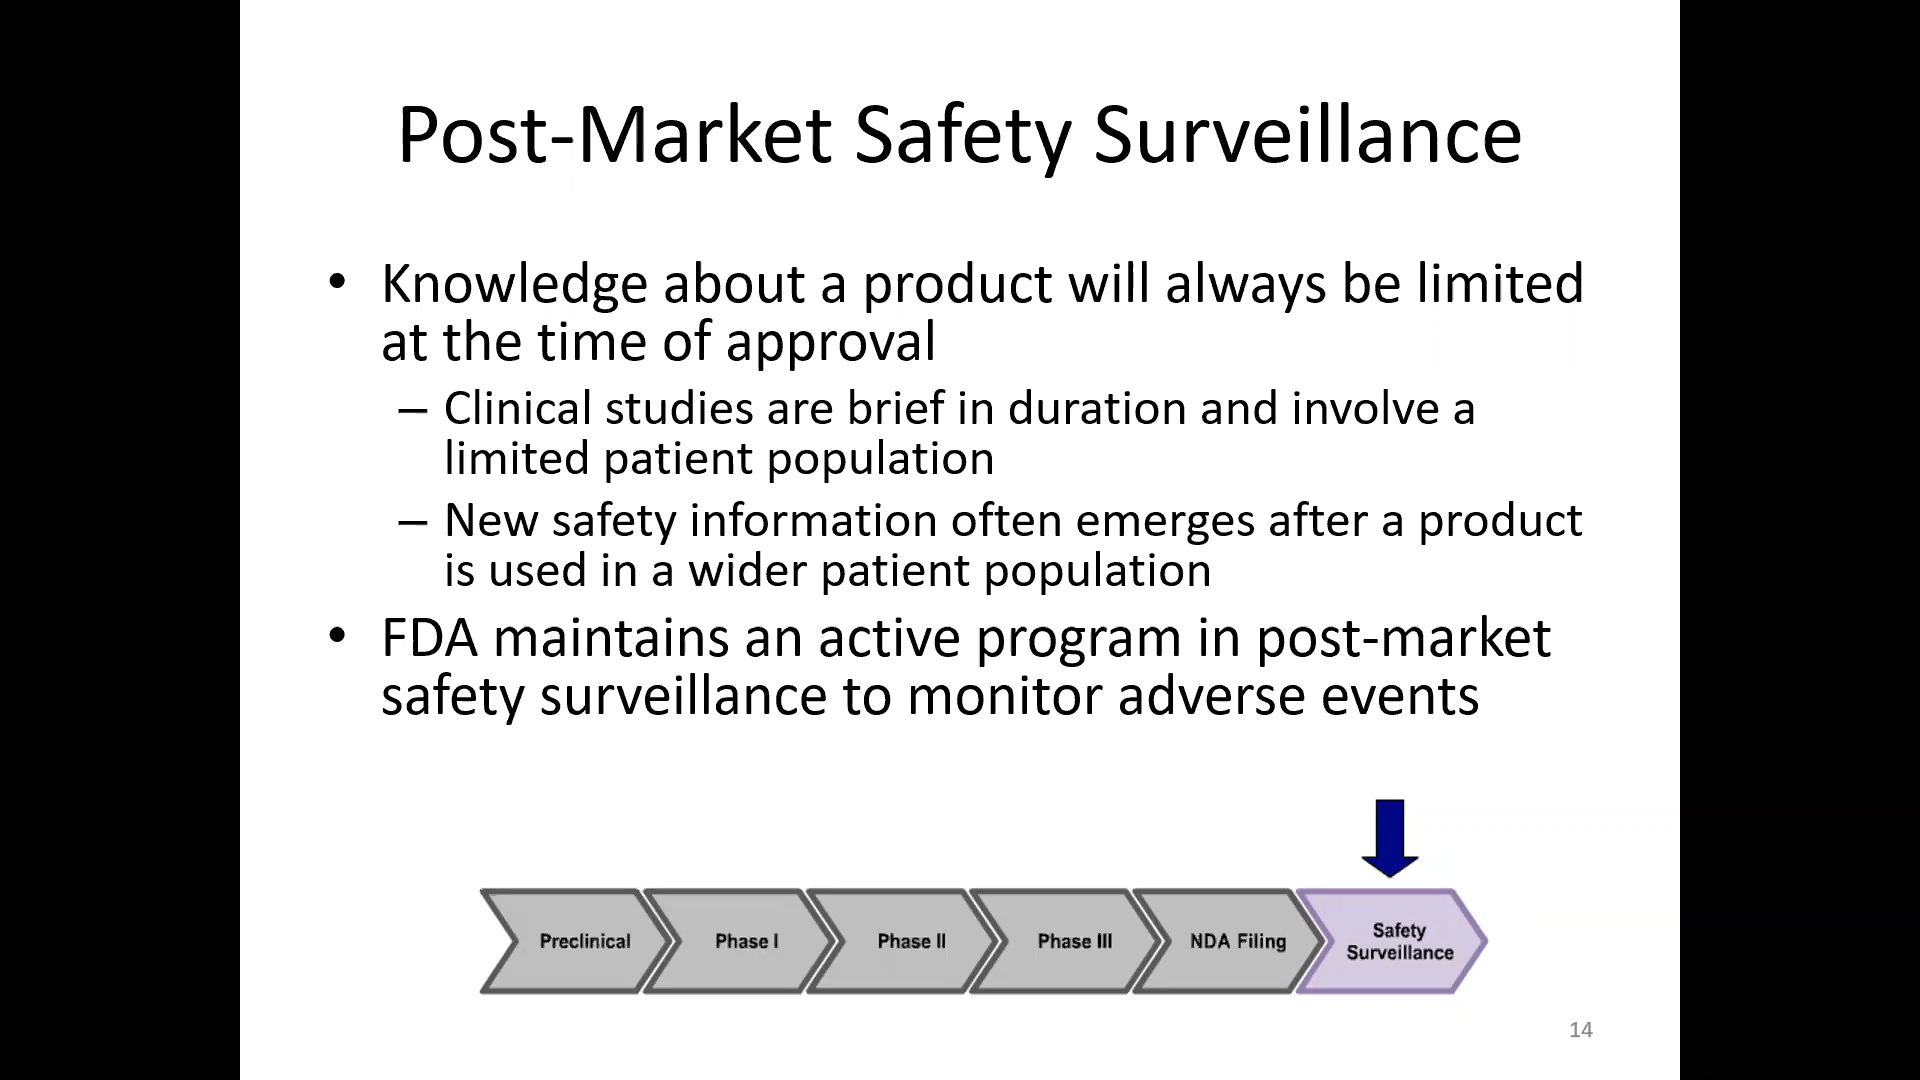 Post-Market Safety Surveillance
• Knowledge about a product will always be limited
at the time of approval
– Clinical studies are brief in duration and involve a
limited patient population
– New safety information often emerges after a product
is used in a wider patient population
• FDA maintains an active program in post-market
safety surveillance to monitor adverse events
Preclinical
Phase I
Phase II
Phase III
NDA Filing
Safety
Surveillance
14